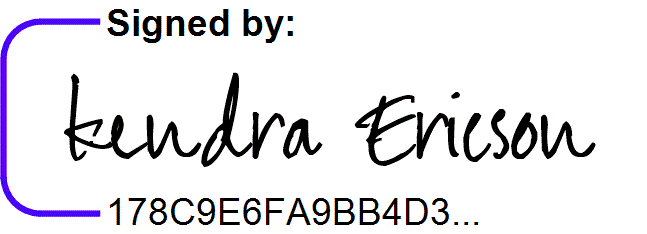 Signed by:
Kendra Ericson
178C9E6FA9BB4D3...